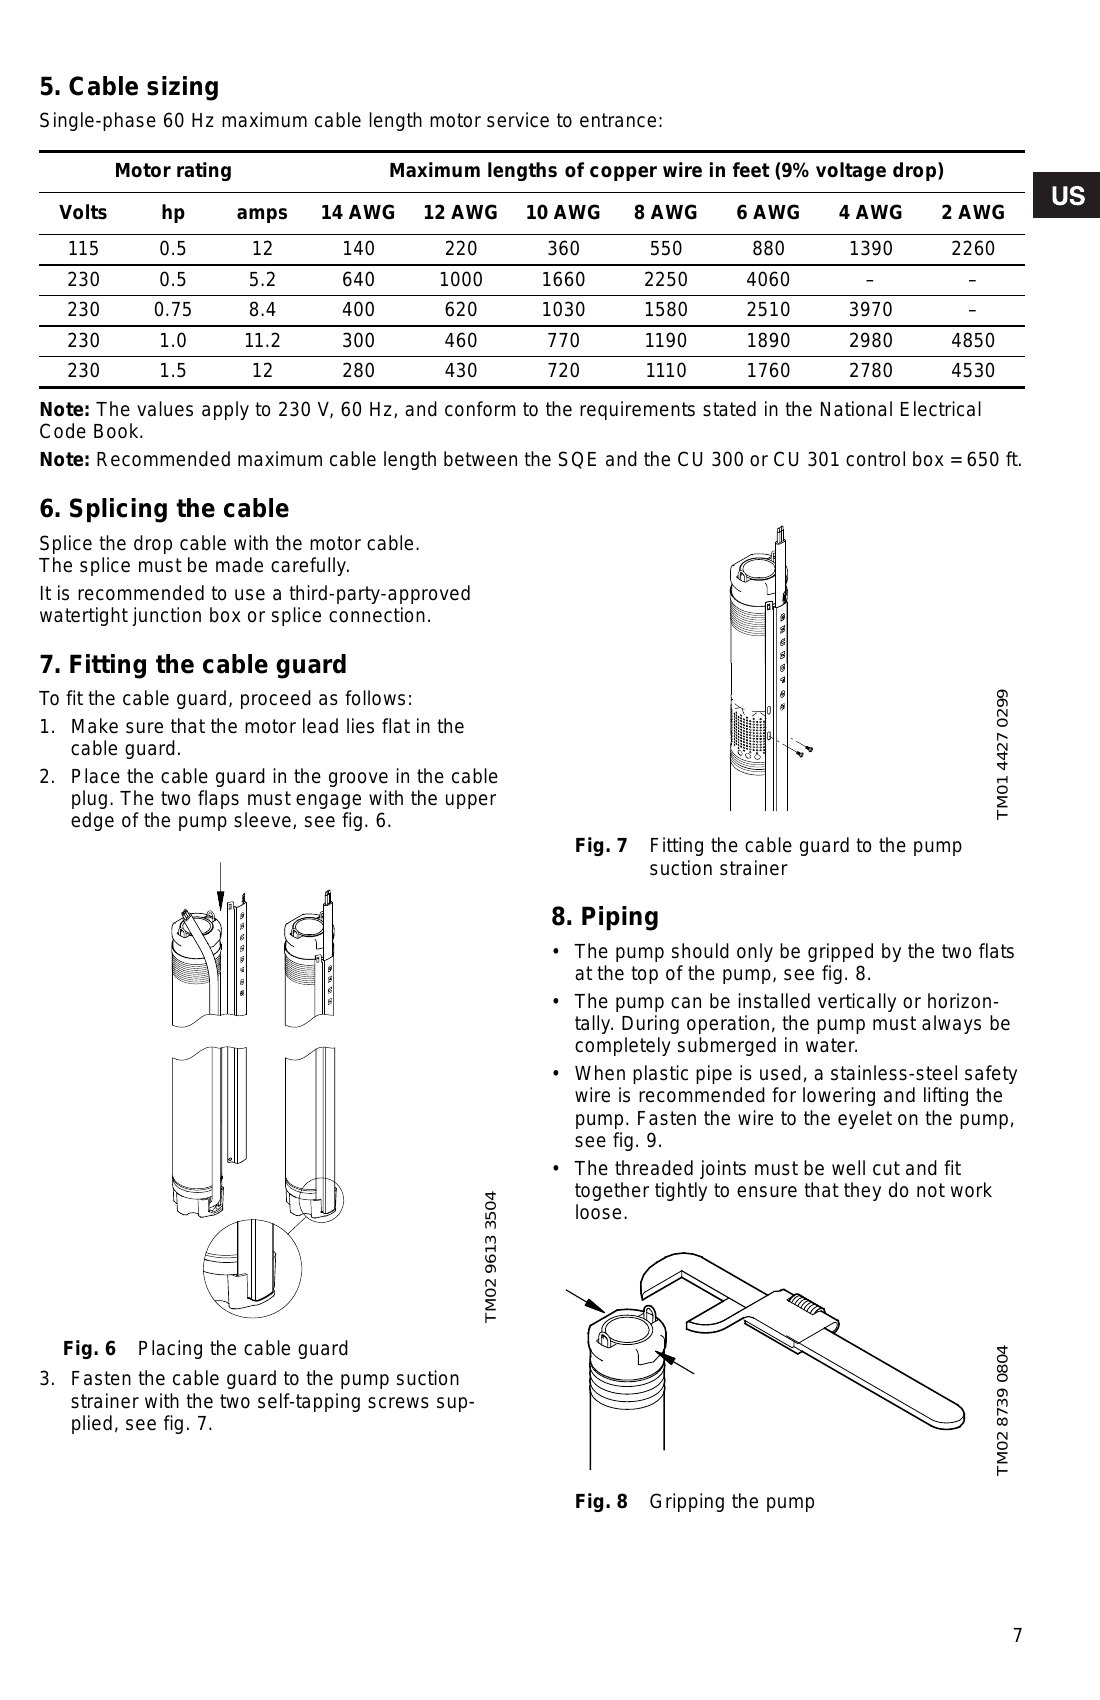 5. Cable sizing
Single-phase 60 Hz maximum cable length motor service to entrance:
Motor rating Maximum lengths of copper wire in feet (9% voltage drop)
US
Volts hp amps 14 AWG 12 AWG 10 AWG 8 AWG 6 AWG 4 AWG 2 AWG
115 0.5 12 140 220 360 550 880 1390 2260
230 0.5 5.2 640 1000 1660 2250 4060 – –
230 0.75 8.4 400 620 1030 1580 2510 3970 –
230 1.0 11.2 300 460 770 1190 1890 2980 4850
230 1.5 12 280 430 720 1110 1760 2780 4530
Note: The values apply to 230 V, 60 Hz, and conform to the requirements stated in the National Electrical
Code Book.
Note: Recommended maximum cable length between the SQE and the CU 300 or CU 301 control box = 650 ft.
6. Splicing the cable
Splice the drop cable with the motor cable.
The splice must be made carefully.
It is recommended to use a third-party-approved
watertight junction box or splice connection.
7. Fitting the cable guard
To fit the cable guard, proceed as follows:
1. Make sure that the motor lead lies flat in the
cable guard.
2. Place the cable guard in the groove in the cable
plug. The two flaps must engage with the upper
edge of the pump sleeve, see fig. 6.
TM02 9613 3504
Fig. 6 Placing the cable guard
3. Fasten the cable guard to the pump suction
strainer with the two self-tapping screws sup-
plied, see fig. 7.
TM01 4427 0299
Fig. 7 Fitting the cable guard to the pump
suction strainer
8. Piping
• The pump should only be gripped by the two flats
at the top of the pump, see fig. 8.
• The pump can be installed vertically or horizon-
tally. During operation, the pump must always be
completely submerged in water.
• When plastic pipe is used, a stainless-steel safety
wire is recommended for lowering and lifting the
pump. Fasten the wire to the eyelet on the pump,
see fig. 9.
• The threaded joints must be well cut and fit
together tightly to ensure that they do not work
loose.
TM02 8739 0804
Fig. 8 Gripping the pump
7